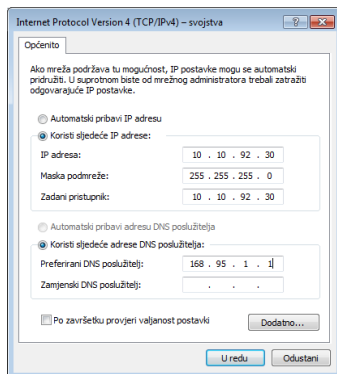 Internet Protocol Version 4 (TCP/IPv4) – svojstva
Općenito
Ako mreža podržava tu mogućnost, IP postavke mogu se automatski
pridružiti. U suprotnom biste od mrežnog administratora trebali zatražiti
odgovarajuće IP postavke.
Automatski pribavi IP adresu
Koristi sljedeće IP adrese:
IP adresa: 10 . 10 . 92 . 30
Maska podmreže: 255 . 255 . 255 . 0
Zadani pristupnik: 10 . 10 . 92 . 30
Automatski pribavi adresu DNS poslužitelja
Koristi sljedeće adrese DNS poslužitelja:
Preferirani DNS poslužitelj: 168 . 95 . 1 . 1
Zamjenski DNS poslužitelj: . . .
Po završetku provjeri valjanost postavki
Dodatno...
U redu Odustani